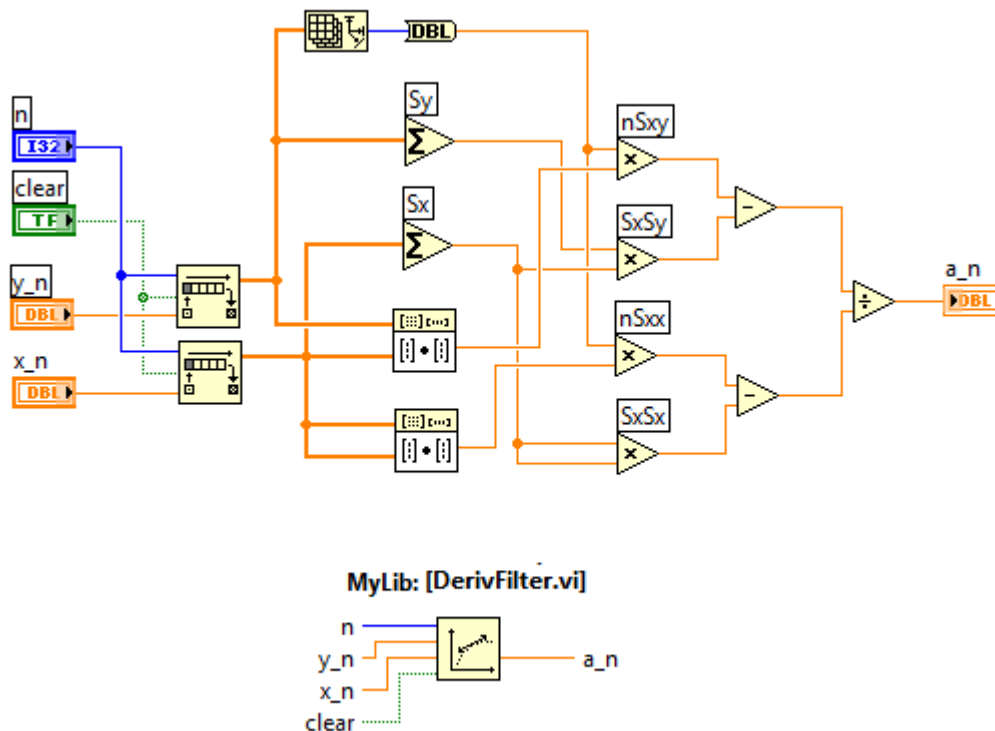 DBL
Sy
n
I32
nSxy
clear
TF
Sx
SxSy
y_n
DBL
a_n
DBL
nSxx
x_n
DBL
SxSx
MyLib: [DerivFilter.vi]
n
y_n
a_n
x_n
clear